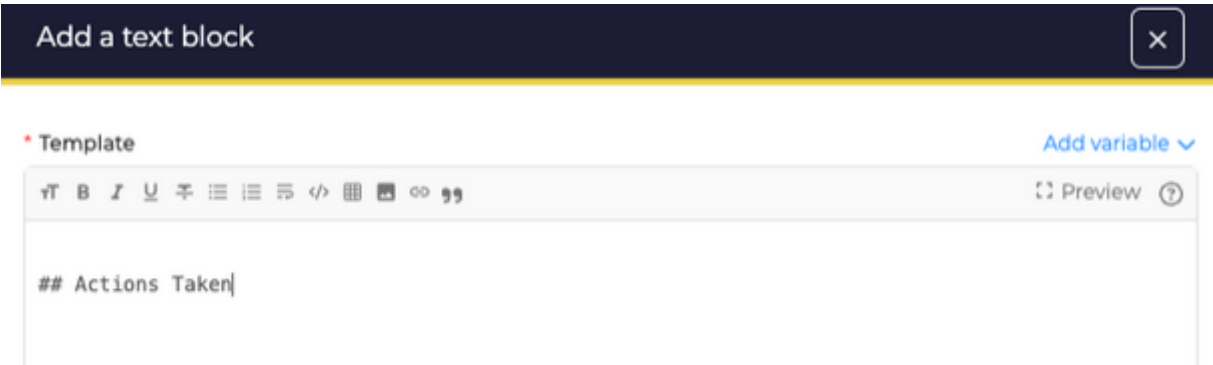 Add a text block
* Template
Add variable
Preview
## Actions Taken